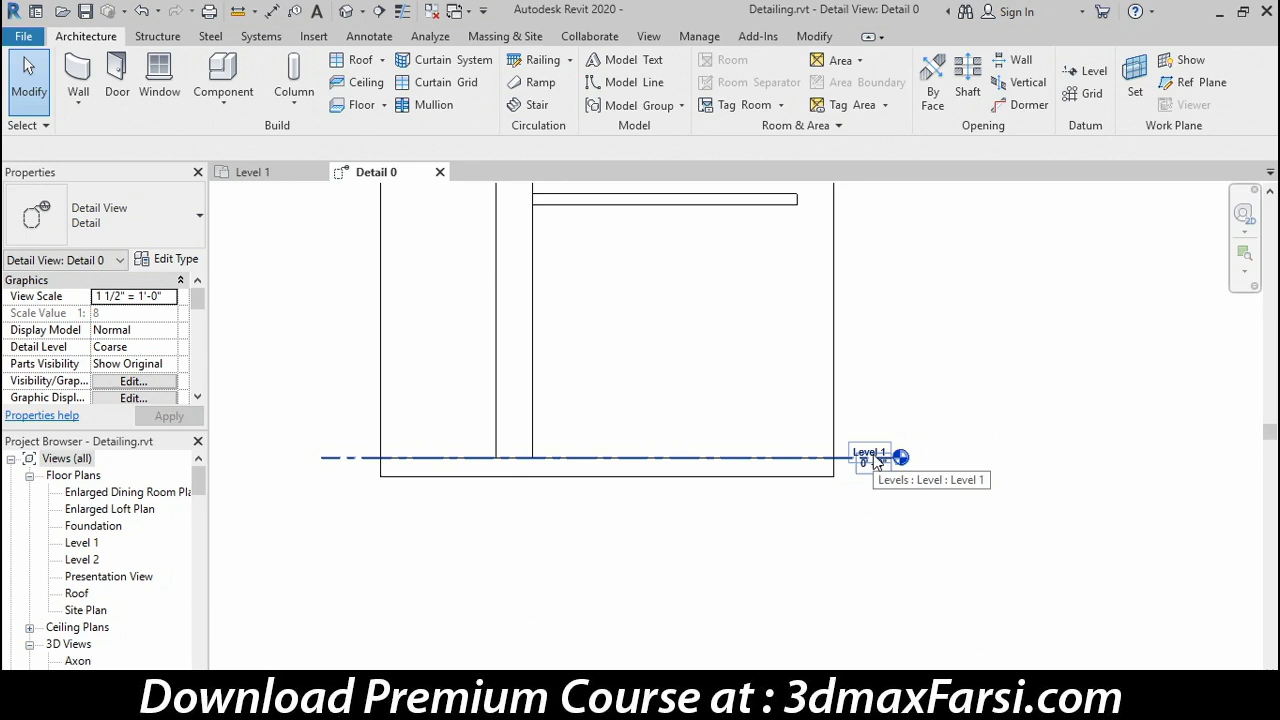 Autodesk Revit 2020 -
Detailing.rvt - Detail View: Detail 0
Sign In
File
Architecture
Structure
Steel
Systems
Insert
Annotate
Analyze
Massing & Site
Collaborate
View
Manage
Add-Ins
Modify
Modify
Wall
Door
Window
Component
Column
Roof
Ceiling
Floor
Curtain System
Curtain Grid
Mullion
Railing
Ramp
Stair
Model Text
Model Line
Model Group
Room
Room Separator
Tag Room
Area
Area Boundary
Tag Area
By
Face
Shaft
Wall
Vertical
Dormer
Level
Grid
Set
Show
Ref Plane
Viewer
Select
Build
Circulation
Model
Room & Area
Opening
Datum
Work Plane
Properties
Level 1
Detail 0
Detail View
Detail
Detail View: Detail 0
Edit Type
Graphics
View Scale
1 1/2" = 1'-0"
Scale Value 1:
8
Display Model
Normal
Detail Level
Coarse
Parts Visibility
Show Original
Visibility/Grap...
Edit...
Graphic Displ...
Edit...
Properties help
Apply
Project Browser - Detailing.rvt
Views (all)
Floor Plans
Enlarged Dining Room Pla
Enlarged Loft Plan
Foundation
Level 1
Level 2
Presentation View
Roof
Site Plan
Ceiling Plans
3D Views
Axon
2D
Level 1
Levels : Level : Level 1
Download Premium Course at : 3dmaxFarsi.com